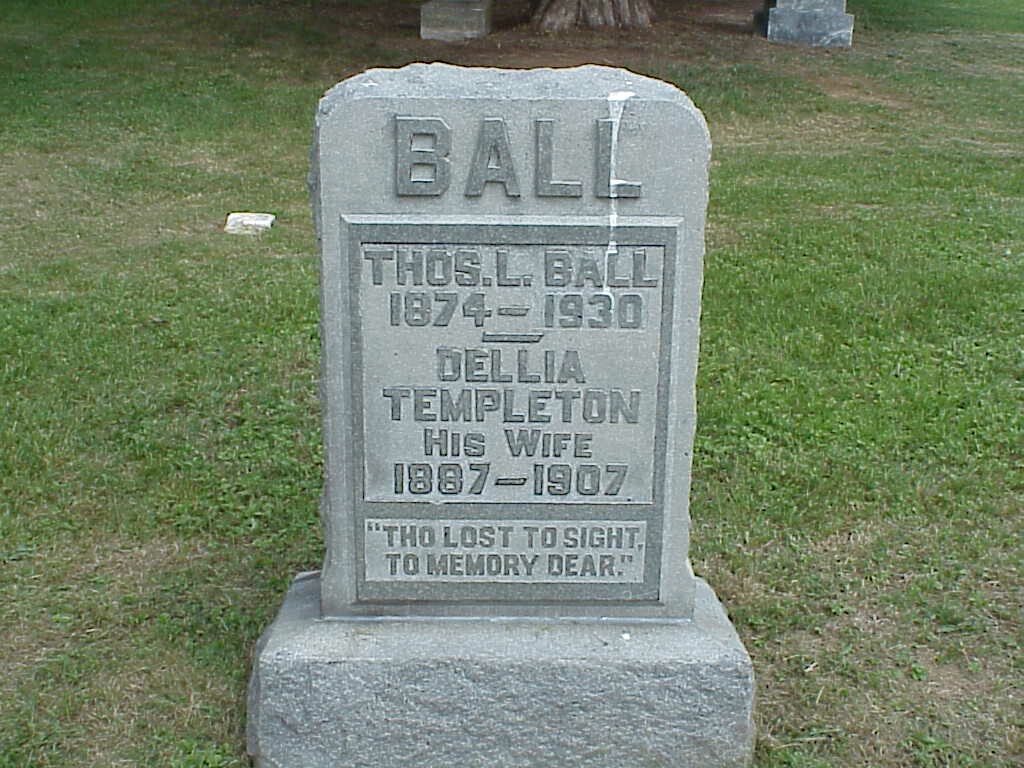 BALL
THOS. L. BALL
1874 – 1930
DELLIA
TEMPLETON
HIS WIFE
1887 – 1907
"THO LOST TO SIGHT,
TO MEMORY DEAR."